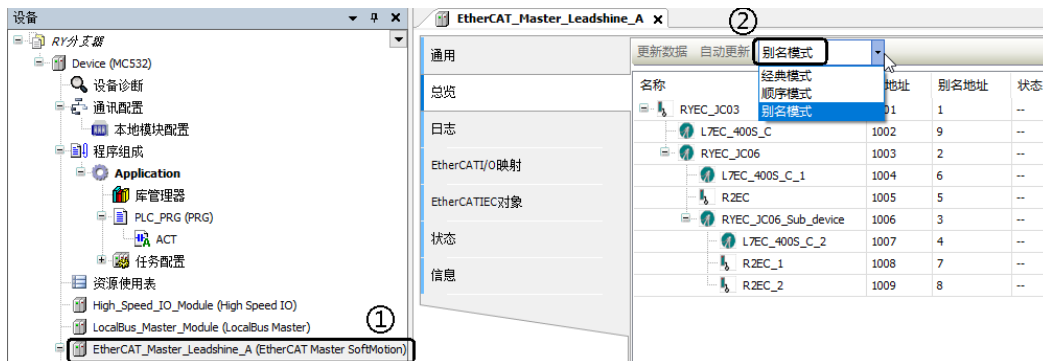 设备
RY分支器
Device (MC532)
设备诊断
通讯配置
本地模块配置
程序组成
Application
库管理器
PLC_PRG (PRG)
ACT
任务配置
资源使用表
High_Speed_IO_Module (High Speed IO)
LocalBus_Master_Module (LocalBus Master)
①
EtherCAT_Master_Leadshine_A (EtherCAT Master SoftMotion)
EtherCAT_Master_Leadshine_A
②
通用
总览
日志
EtherCATI/O映射
EtherCATIEC对象
状态
信息
更新数据 自动更新 别名模式
经典模式
顺序模式
别名模式
名称 地址 别名地址 状态
RYEC_JC03 01 1 --
L7EC_400S_C 1002 9 --
RYEC_JC06 1003 2 --
L7EC_400S_C_1 1004 6 --
R2EC 1005 5 --
RYEC_JC06_Sub_device 1006 3 --
L7EC_400S_C_2 1007 4 --
R2EC_1 1008 7 --
R2EC_2 1009 8 --